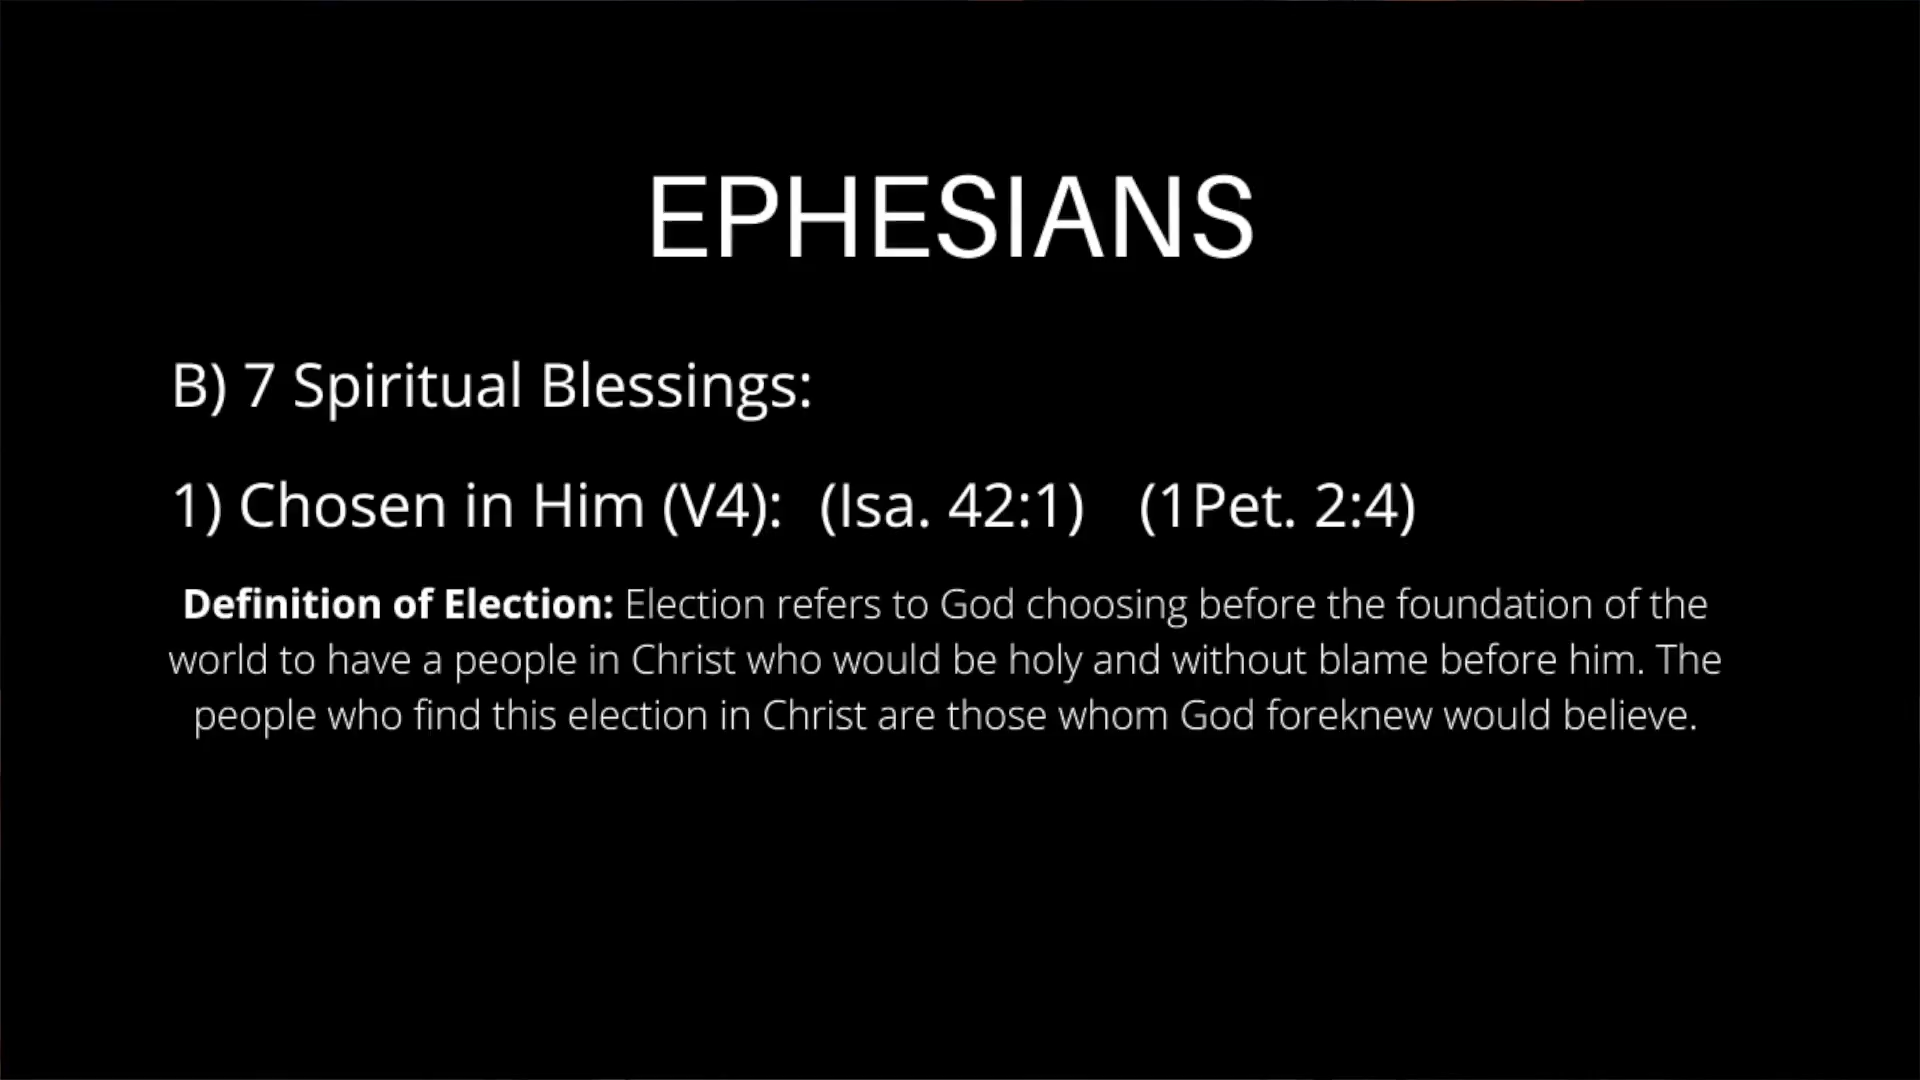 EPHESIANS
B) 7 Spiritual Blessings:
1) Chosen in Him (V4): (Isa. 42:1) (1Pet. 2:4)
Definition of Election: Election refers to God choosing before the foundation of the
world to have a people in Christ who would be holy and without blame before him. The
people who find this election in Christ are those whom God foreknew would believe.